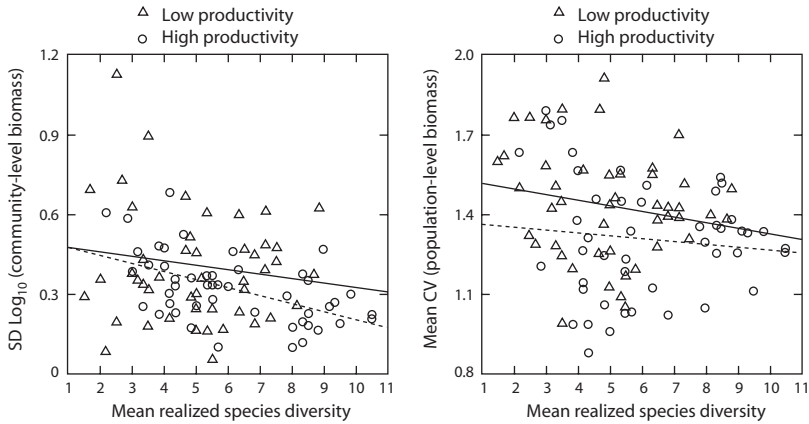 Low productivity
High productivity
1.2
0.9
0.6
0.3
0
SD Log10 (community-level biomass)
1 2 3 4 5 6 7 8 9 10 11
Mean realized species diversity
Low productivity
High productivity
2.0
1.7
1.4
1.1
0.8
Mean CV (population-level biomass)
1 2 3 4 5 6 7 8 9 10 11
Mean realized species diversity